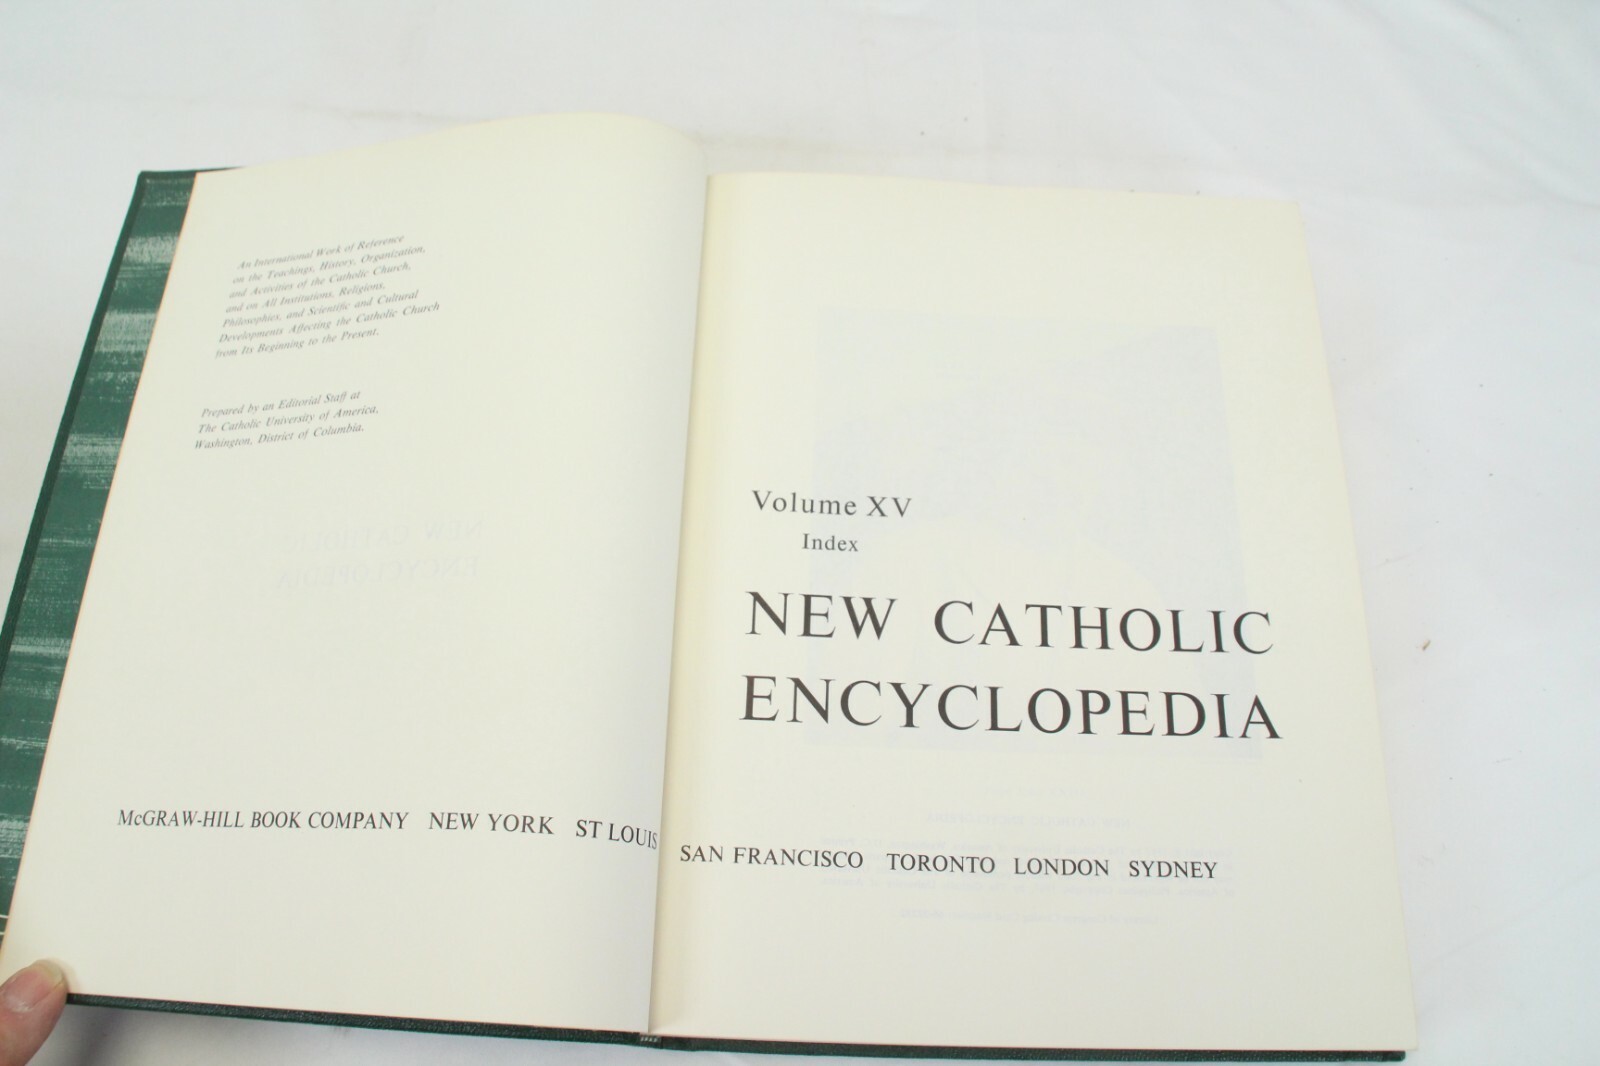 An International Work of Reference
on the Teachings, History, Organization,
and Activities of the Catholic Church,
and on All Institutions, Religions,
Philosophies, and Scientific and Cultural
Developments Affecting the Catholic Church
from Its Beginning to the Present.
Prepared by an Editorial Staff at
The Catholic University of America,
Washington, District of Columbia.
McGRAW-HILL BOOK COMPANY NEW YORK ST LOUIS
Volume XV
Index
NEW CATHOLIC
ENCYCLOPEDIA
SAN FRANCISCO TORONTO LONDON SYDNEY